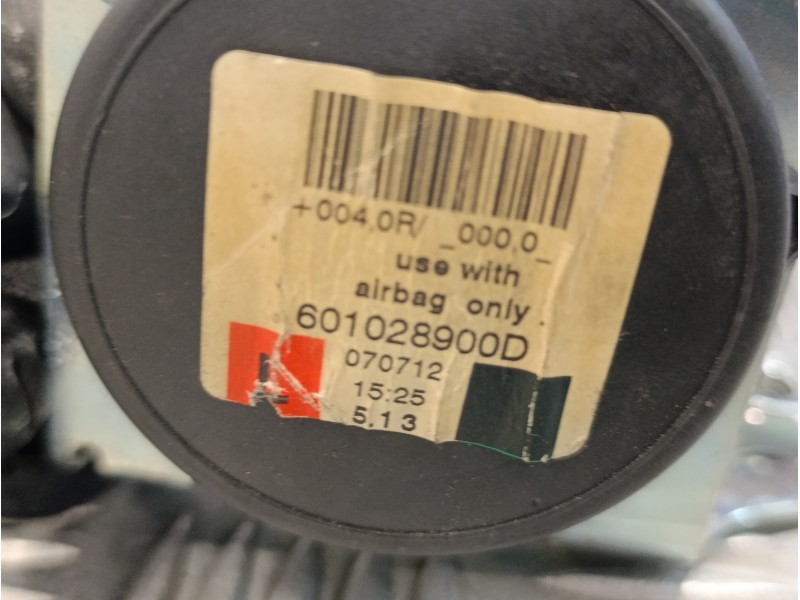 +004,0R/ _000,0_
use with
airbag only.
601028900D
070712
L
15:25
5.13